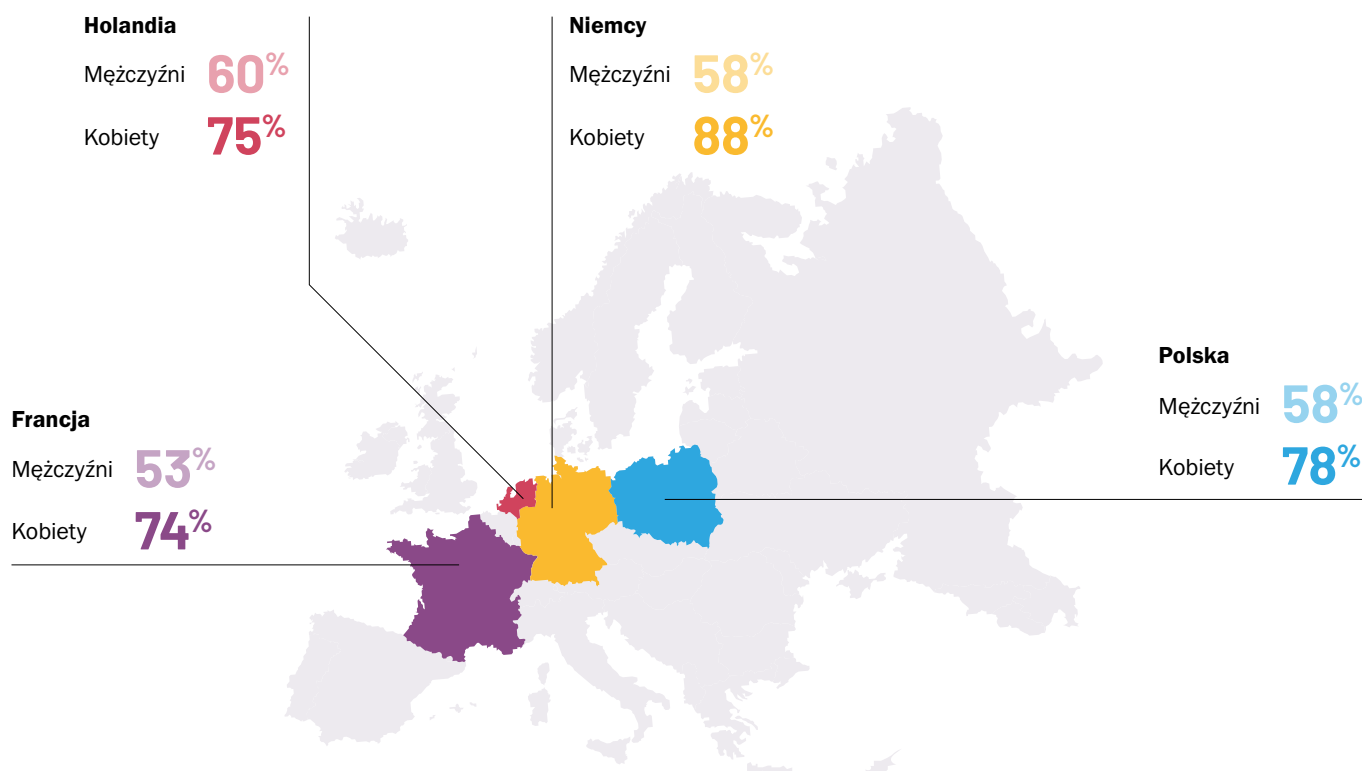 Holandia
Mężczyźni 60%
Kobiety 75%
Niemcy
Mężczyźni 58%
Kobiety 88%
Polska
Mężczyźni 58%
Kobiety 78%
Francja
Mężczyźni 53%
Kobiety 74%